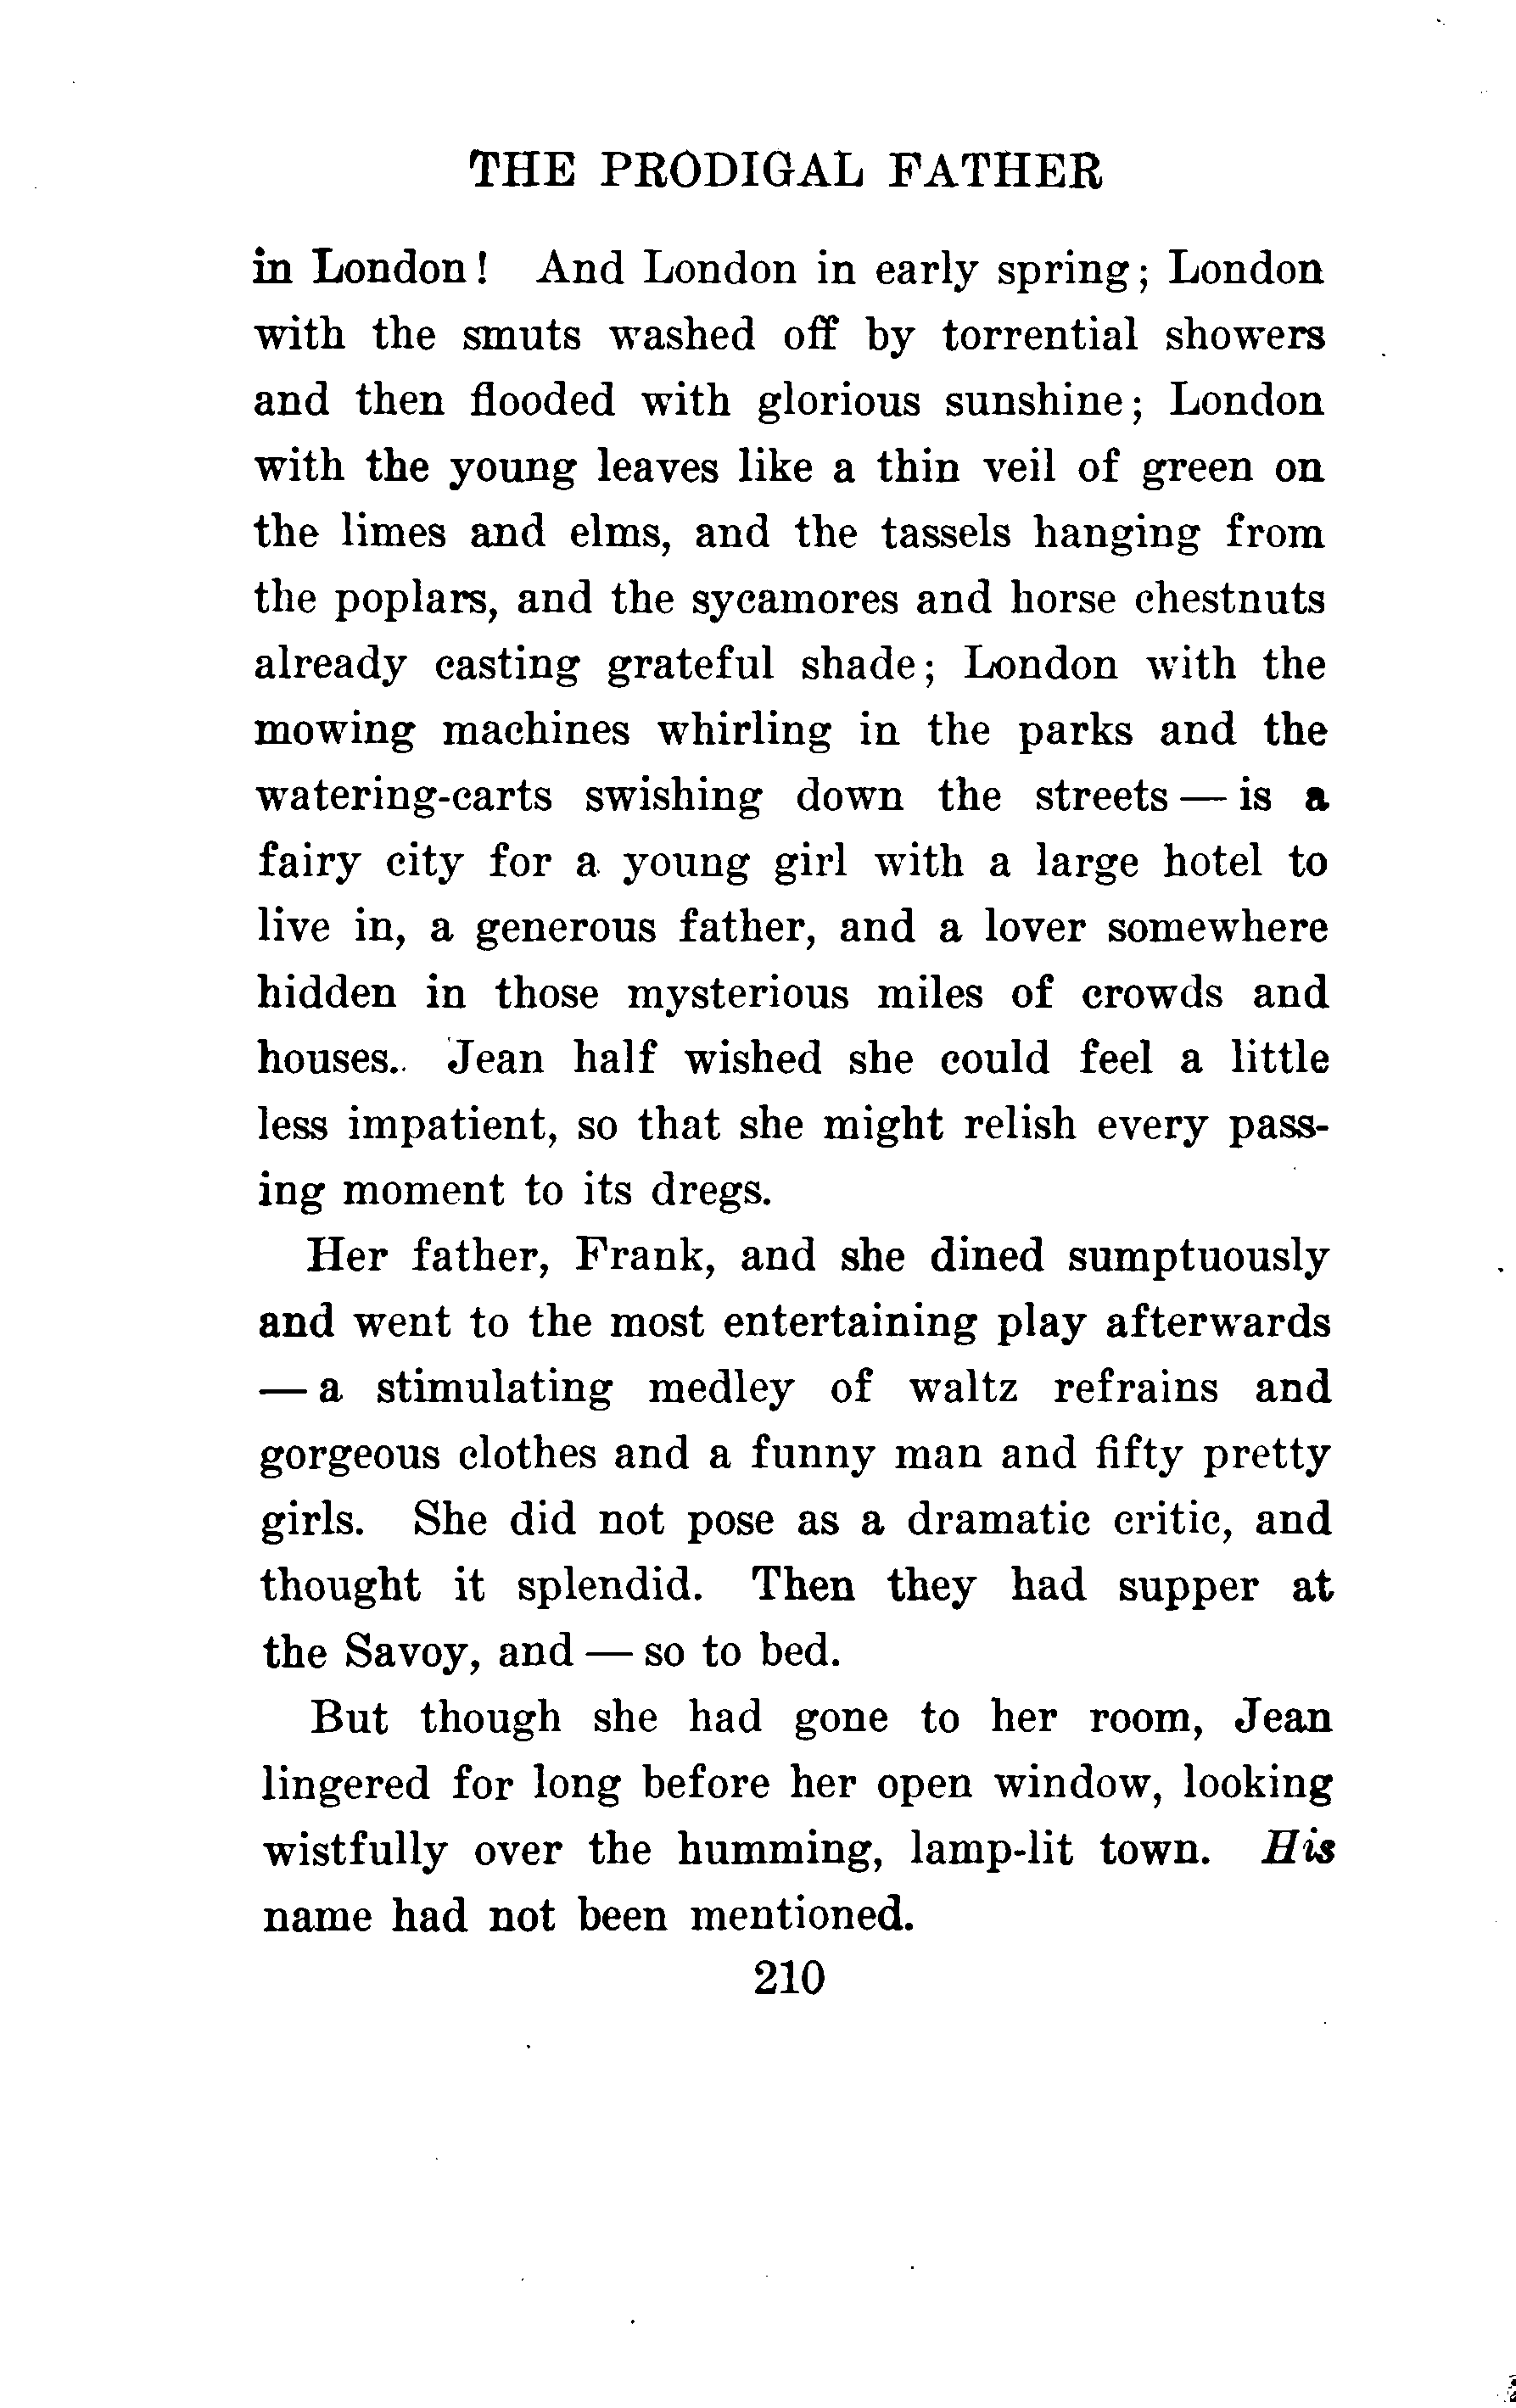 THE PRODIGAL FATHER
in London! And London in early spring; London
with the smuts washed off by torrential showers
and then flooded with glorious sunshine; London
with the young leaves like a thin veil of green on
the limes and elms, and the tassels hanging from
the poplars, and the sycamores and horse chestnuts
already casting grateful shade; London with the
mowing machines whirling in the parks and the
watering-carts swishing down the streets — is a
fairy city for a young girl with a large hotel to
live in, a generous father, and a lover somewhere
hidden in those mysterious miles of crowds and
houses. Jean half wished she could feel a little
less impatient, so that she might relish every pass-
ing moment to its dregs.
Her father, Frank, and she dined sumptuously
and went to the most entertaining play afterwards
— a stimulating medley of waltz refrains and
gorgeous clothes and a funny man and fifty pretty
girls. She did not pose as a dramatic critic, and
thought it splendid. Then they had supper at
the Savoy, and — so to bed.
But though she had gone to her room, Jean
lingered for long before her open window, looking
wistfully over the humming, lamp-lit town. His
name had not been mentioned.
210